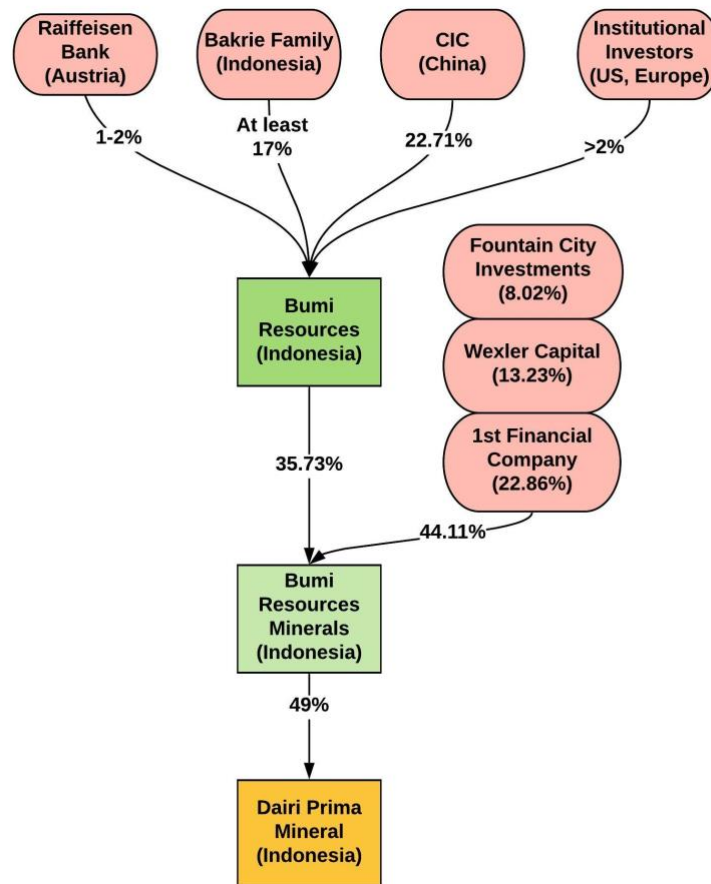 Raiffeisen
Bank
(Austria)
Bakrie Family
(Indonesia)
CIC
(China)
Institutional
Investors
(US, Europe)
1-2%
At least
17%
22.71%
>2%
Fountain City
Investments
(8.02%)
Bumi
Resources
(Indonesia)
Wexler Capital
(13.23%)
1st Financial
Company
(22.86%)
35.73%
44.11%
Bumi
Resources
Minerals
(Indonesia)
49%
Dairi Prima
Mineral
(Indonesia)